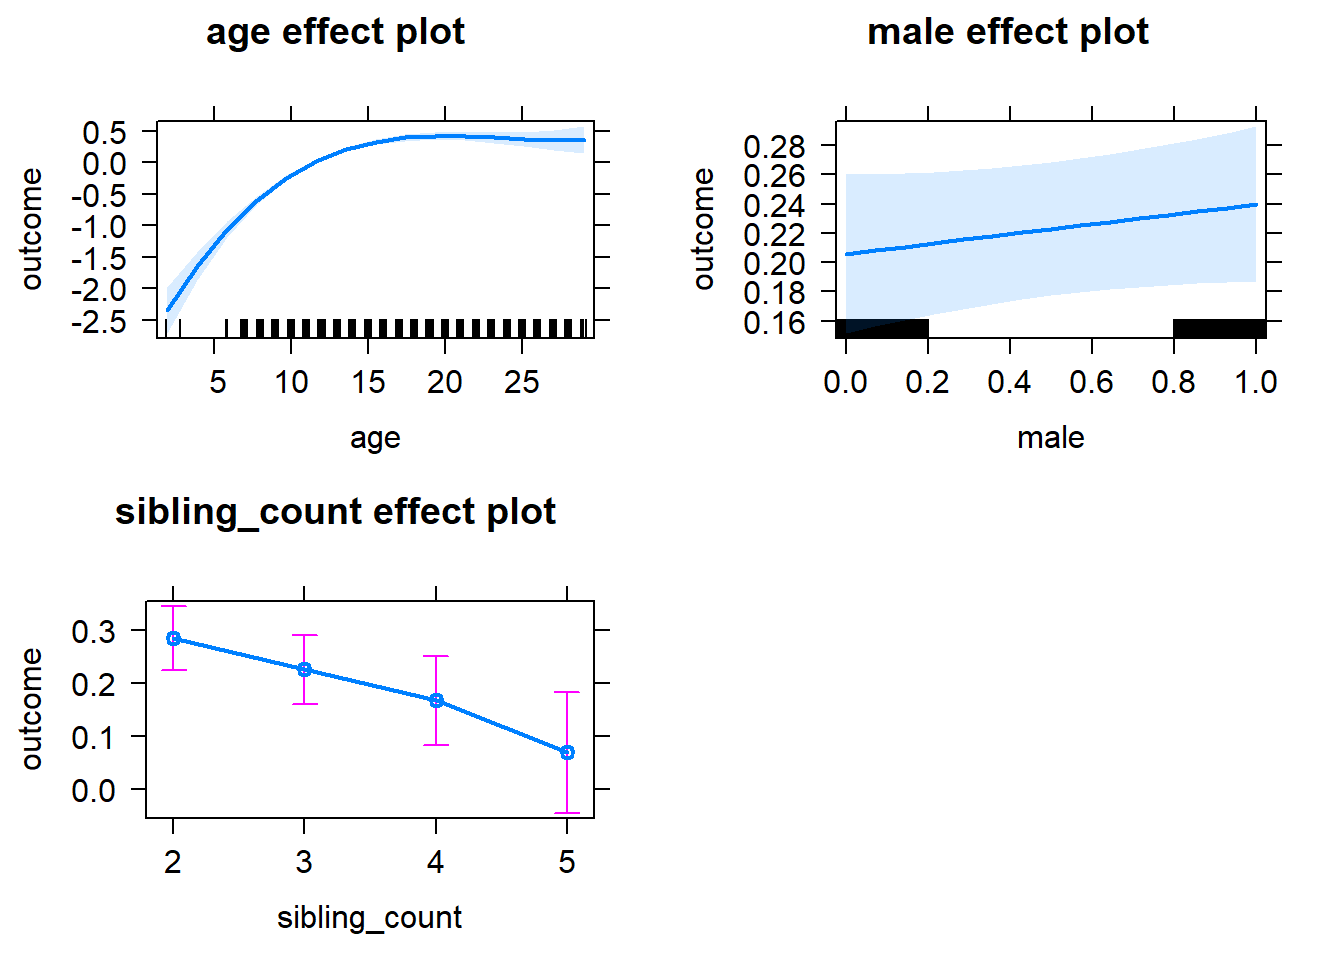 age effect plot
outcome
0.5
0.0
-0.5
-1.0
-1.5
-2.0
-2.5
5 10 15 20 25
age
male effect plot
outcome
0.28
0.26
0.24
0.22
0.20
0.18
0.16
0.0 0.2 0.4 0.6 0.8 1.0
male
sibling_count effect plot
outcome
0.3
0.2
0.1
0.0
2 3 4 5
sibling_count